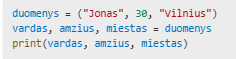 duomenys = ("Jonas", 30, "Vilnius")
vardas, amzius, miestas = duomenys
print(vardas, amzius, miestas)